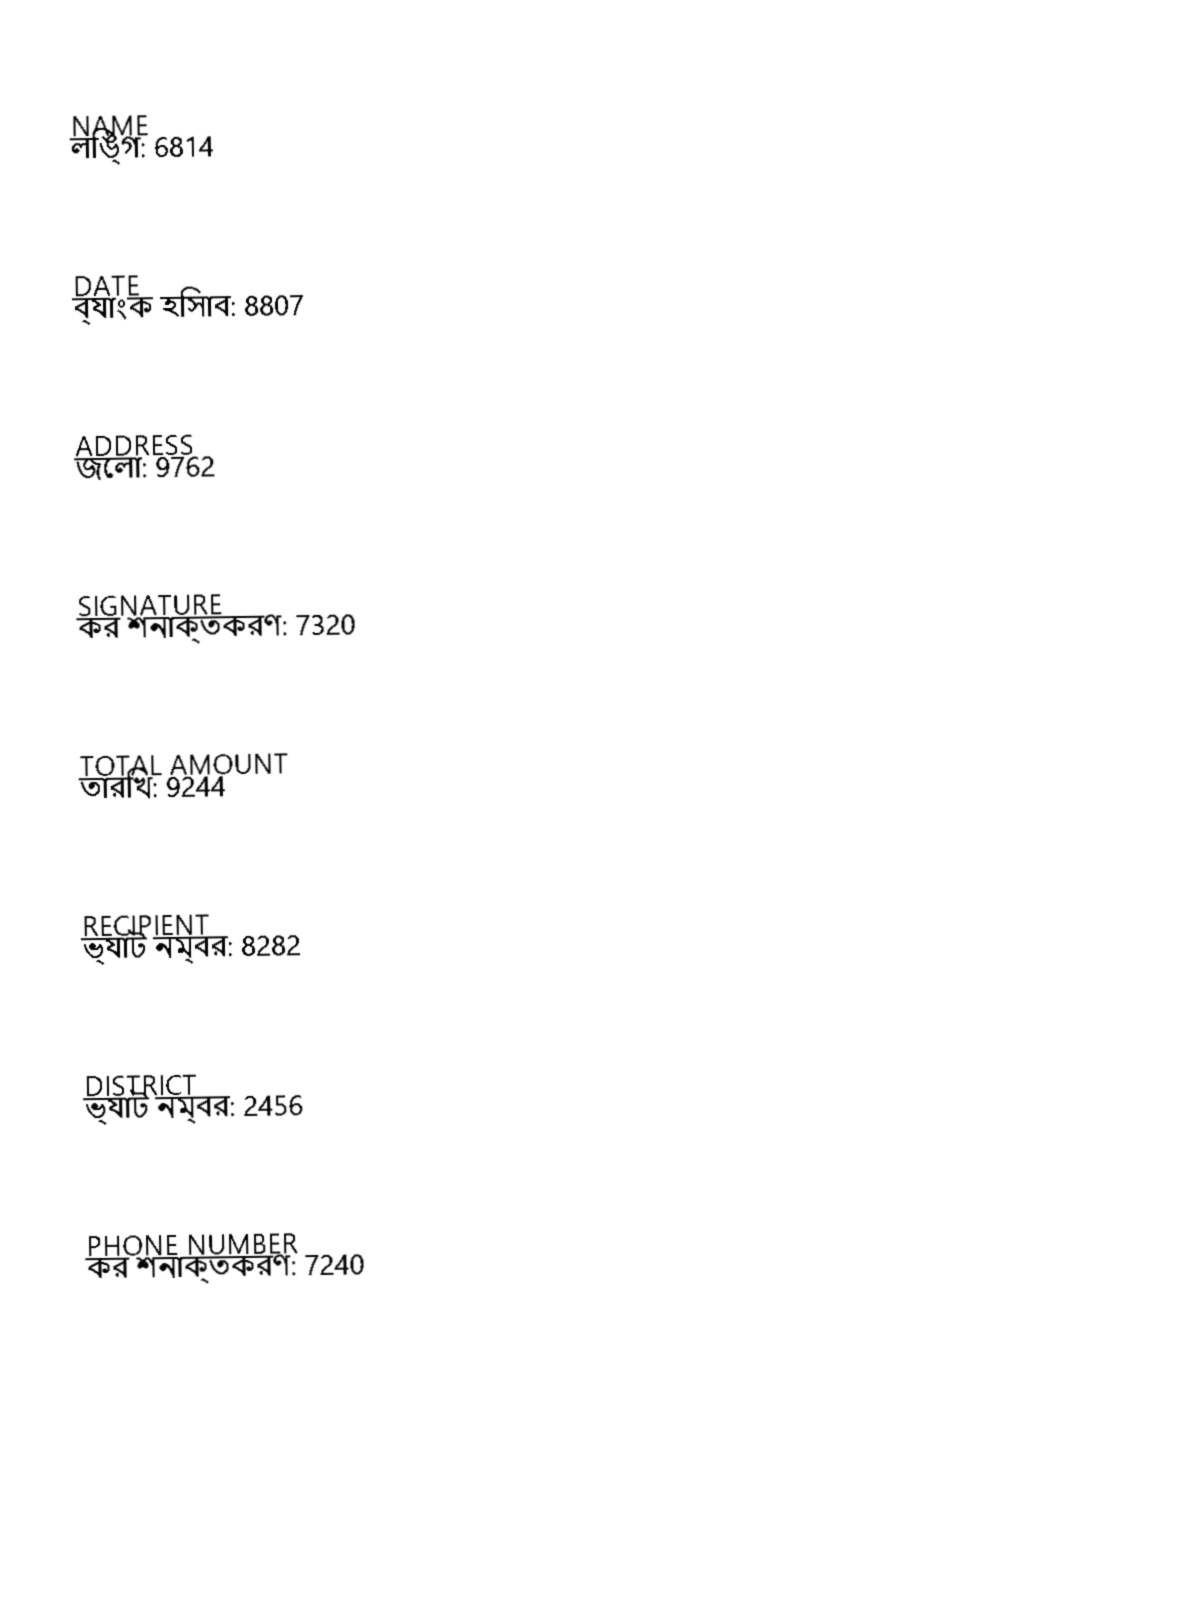 NAME
লিঙ্গ: 6814
DATE
ব্যাংক হিসাব: 8807
ADDRESS
জেলা: 9762
SIGNATURE
কর শনাক্তকরণ: 7320
TOTAL AMOUNT
তারিখ: 9244
RECIPIENT
ভ্যাট নম্বর: 8282
DISTRICT
ভ্যাট নম্বর: 2456
PHONE NUMBER
কর শনাক্তকরণ: 7240